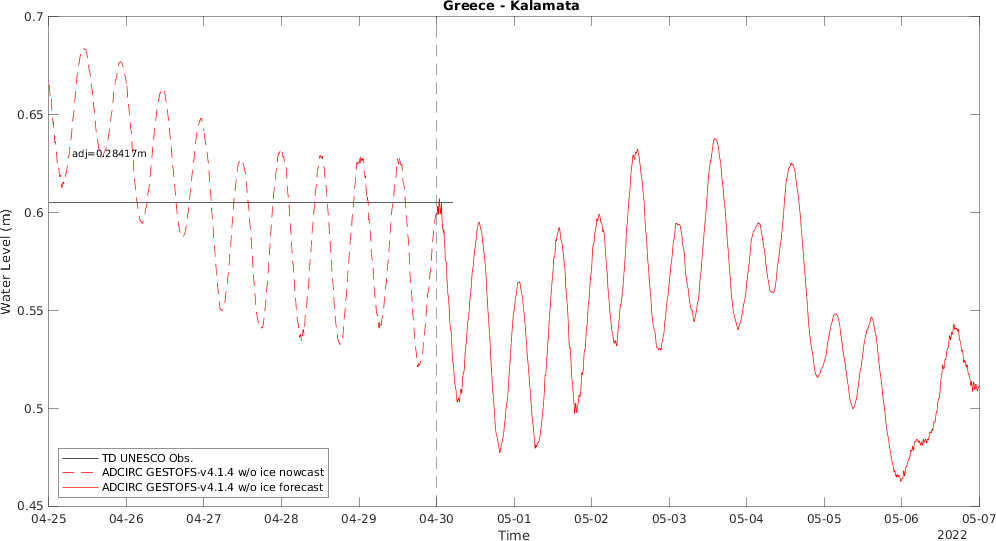 Greece - Kalamata
0.7
0.65
0.6
0.55
0.5
0.45
Water Level (m)
adj=0.28417m
TD UNESCO Obs.
ADCIRC GESTOFS-v4.1.4 w/o ice nowcast
ADCIRC GESTOFS-v4.1.4 w/o ice forecast
04-25 04-26 04-27 04-28 04-29 04-30 05-01 05-02 05-03 05-04 05-05 05-06 05-07
Time
2022